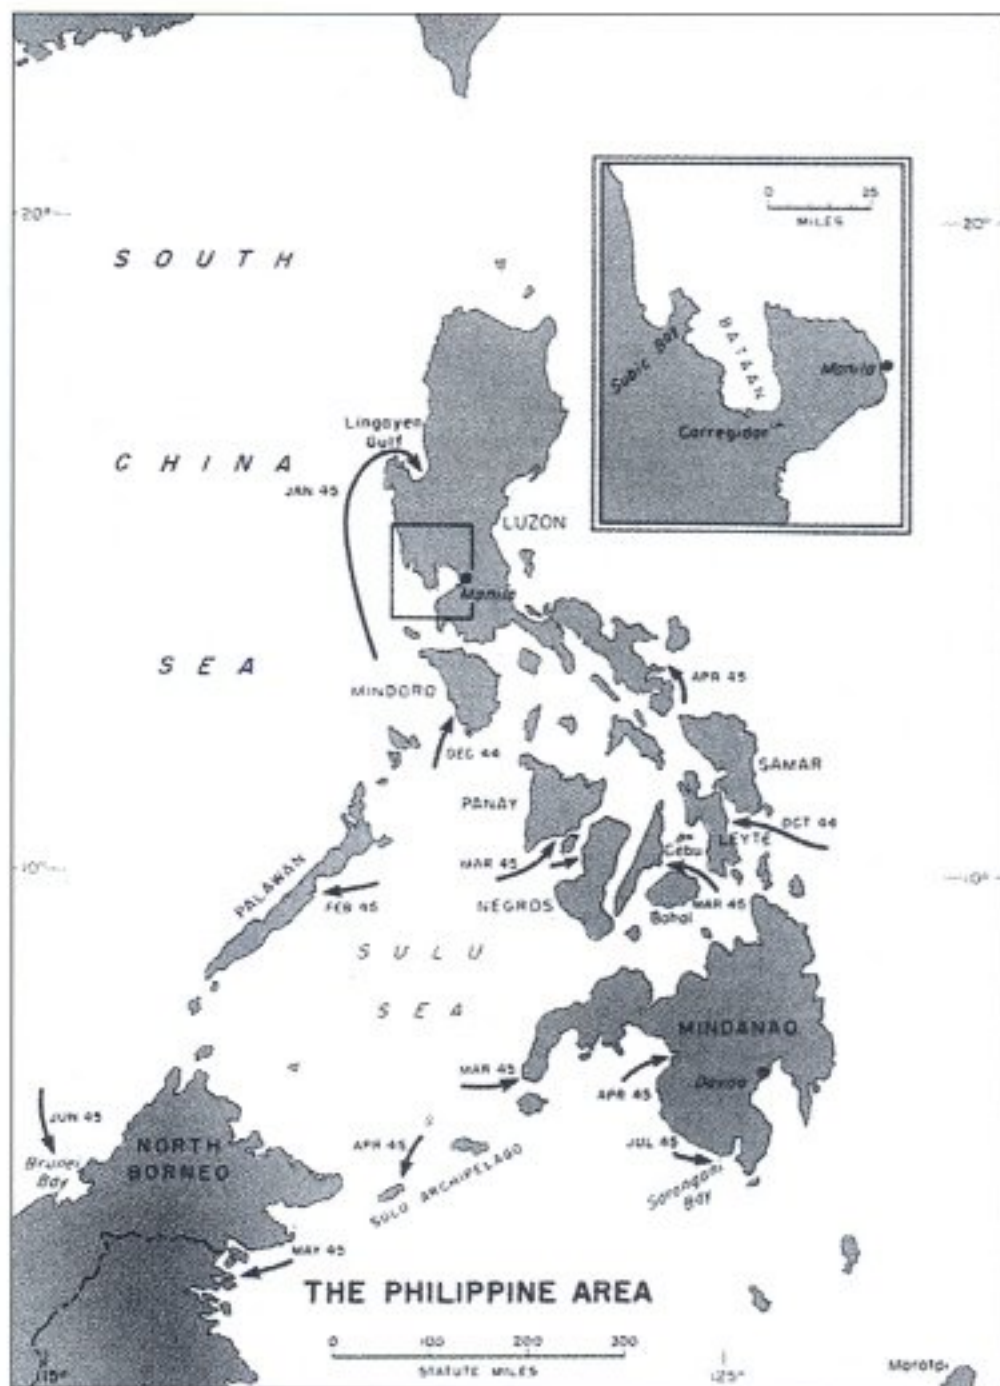 20°
20°
SOUTH
CHINA
SEA
0 25
MILES
Subic Bay
BATAAN
Manila
Corregidor
Lingayen
Gulf
JAN 45
LUZON
Manila
MINDORO
DEC 44
APR 45
SAMAR
PANAY
OCT 44
LEYTE
Cebu
MAR 45
10°
10°
PALAWAN
FEB 45
NEGROS
MAR 45
Bohol
SULU
SEA
MINDANAO
MAR 45
APR 45
Davao
JUN 45
Brunei
Bay
NORTH
BORNEO
APR 45
SULU ARCHIPELAGO
JUL 45
Sarangani
Bay
MAY 45
THE PHILIPPINE AREA
0 100 200 300
STATUTE MILES
115°
125°
Morotai